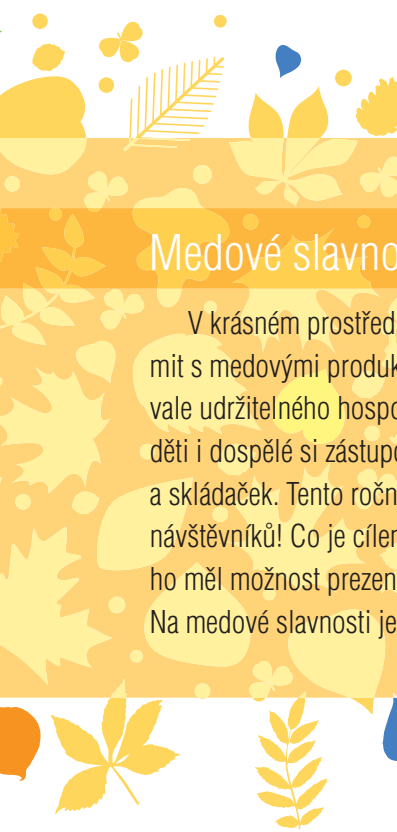 Medové slavno
V krásném prostřed
mit s medovými produk
vale udržitelného hospo
děti i dospělé si zástupc
a skládaček. Tento ročn
návštěvníků! Co je cílem
ho měl možnost prezen
Na medové slavnosti je